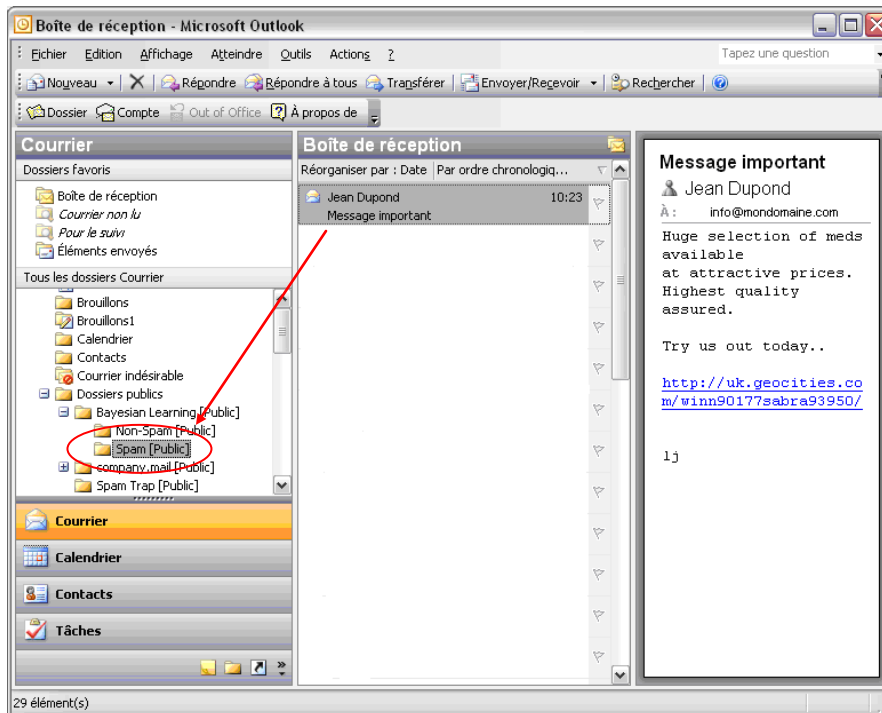 Boîte de réception - Microsoft Outlook
Fichier Edition Affichage Atteindre Outils Actions ? Tapez une question
Nouveau Répondre Répondre à tous Transférer Envoyer/Recevoir Rechercher
Dossier Compte Out of Office À propos de
Courrier
Dossiers favoris
Boîte de réception
Courrier non lu
Pour le suivi
Éléments envoyés
Tous les dossiers Courrier
Brouillons
Brouillons1
Calendrier
Contacts
Courrier indésirable
Dossiers publics
Bayesian Learning [Public]
Non-Spam [Public]
Spam [Public]
company.mail [Public]
Spam Trap [Public]
Courrier
Calendrier
Contacts
Tâches
29 élément(s)
Boîte de réception
Réorganiser par : Date Par ordre chronologiq...
Jean Dupond 10:23
Message important
Message important
Jean Dupond
À : info@mondomaine.com
Huge selection of meds
available
at attractive prices.
Highest quality
assured.
Try us out today..
http://uk.geocities.co
m/winn90177sabra93950/
lj